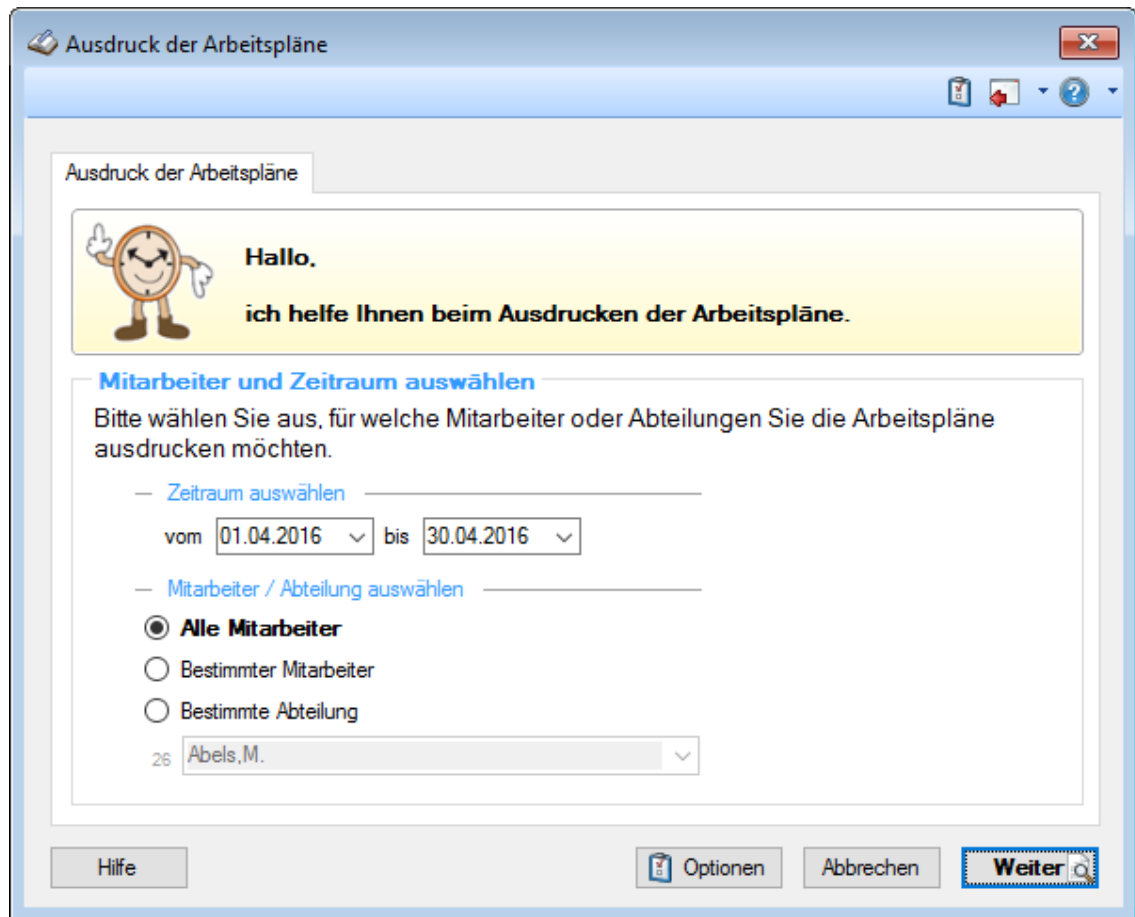 Ausdruck der Arbeitspläne
Ausdruck der Arbeitspläne
Hallo,
ich helfe Ihnen beim Ausdrucken der Arbeitspläne.
Mitarbeiter und Zeitraum auswählen
Bitte wählen Sie aus, für welche Mitarbeiter oder Abteilungen Sie die Arbeitspläne
ausdrucken möchten.
Zeitraum auswählen
vom 01.04.2016 bis 30.04.2016
Mitarbeiter / Abteilung auswählen
Alle Mitarbeiter
Bestimmter Mitarbeiter
Bestimmte Abteilung
26 Abels,M.
Hilfe Optionen Abbrechen Weiter